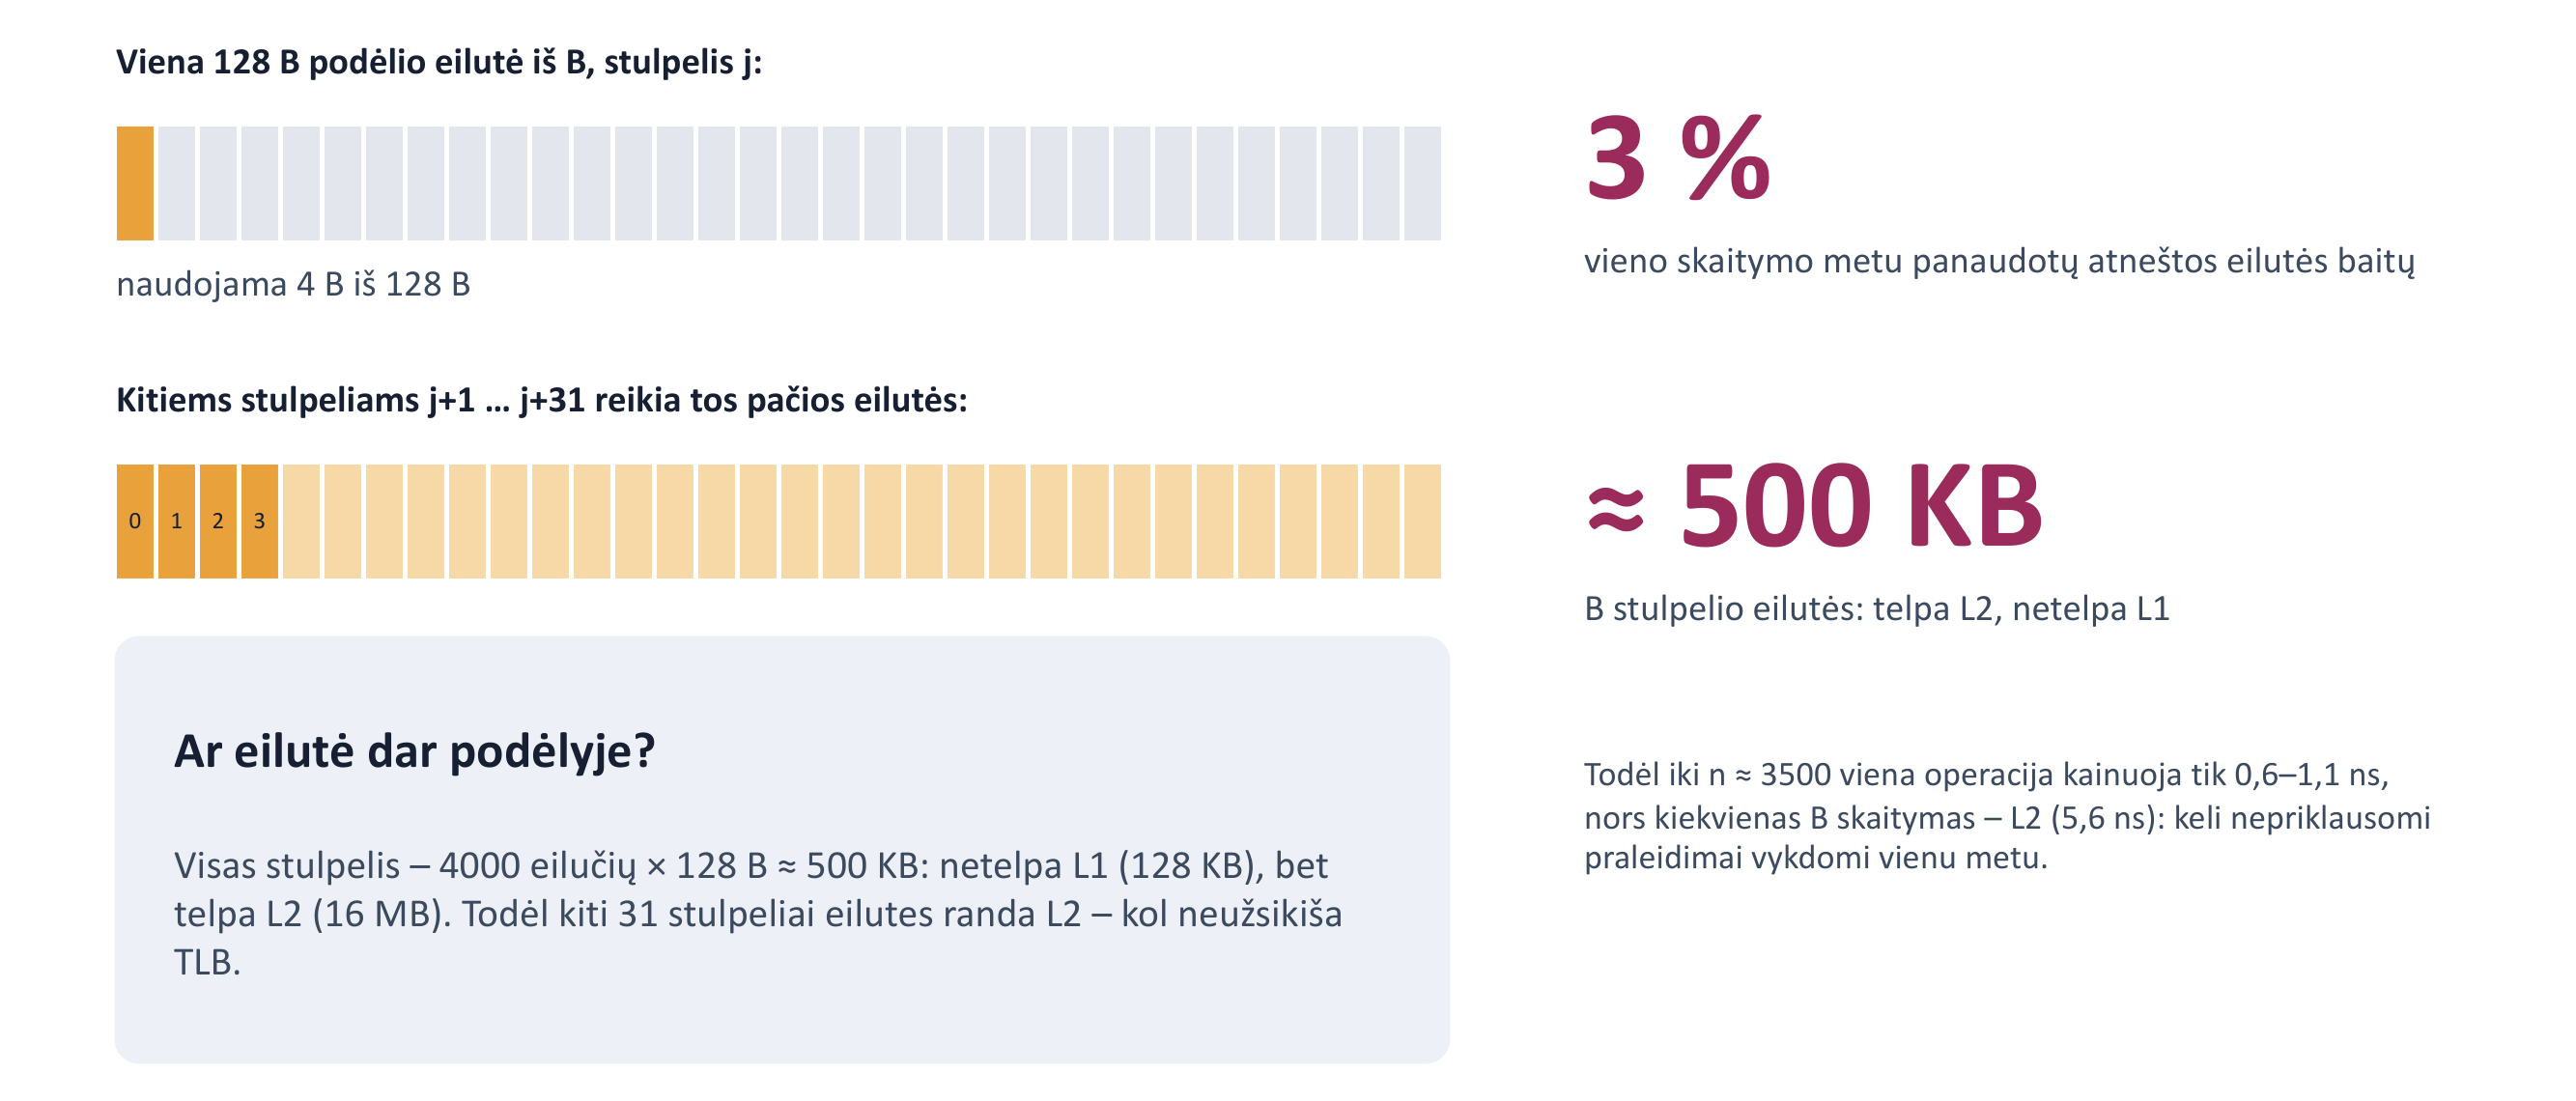 Viena 128 B podėlio eilutė iš B, stulpelis j:
naudojama 4 B iš 128 B
Kitiems stulpeliams j+1 … j+31 reikia tos pačios eilutės:
0 1 2 3
Ar eilutė dar podėlyje?
Visas stulpelis – 4000 eilučių × 128 B ≈ 500 KB: netelpa L1 (128 KB), bet
telpa L2 (16 MB). Todėl kiti 31 stulpeliai eilutes randa L2 – kol neužsikiša
TLB.
3 %
vieno skaitymo metu panaudotų atneštos eilutės baitų
≈ 500 KB
B stulpelio eilutės: telpa L2, netelpa L1
Todėl iki n ≈ 3500 viena operacija kainuoja tik 0,6–1,1 ns,
nors kiekvienas B skaitymas – L2 (5,6 ns): keli nepriklausomi
praleidimai vykdomi vienu metu.